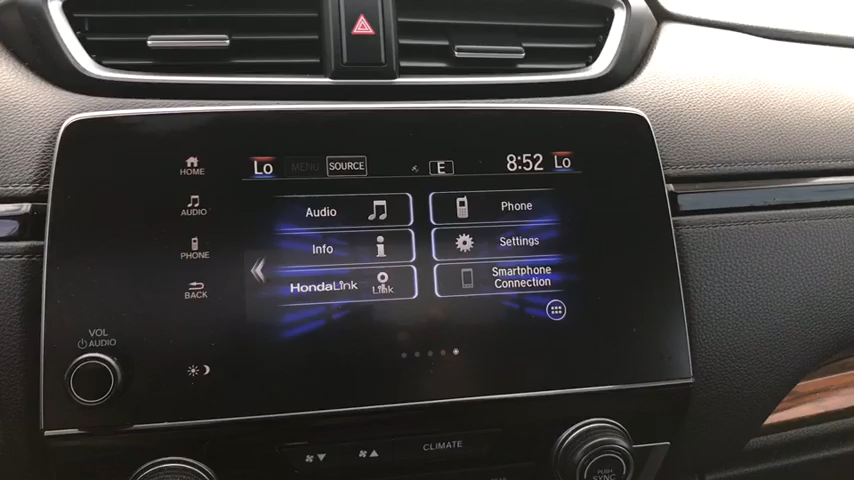 HOME
Lo
MENU
SOURCE
E
8:52
Lo
AUDIO
Audio
Phone
PHONE
Info
Settings
BACK
HondaLink
Link
Smartphone
Connection
VOL
AUDIO
CLIMATE
PUSH
SYNC